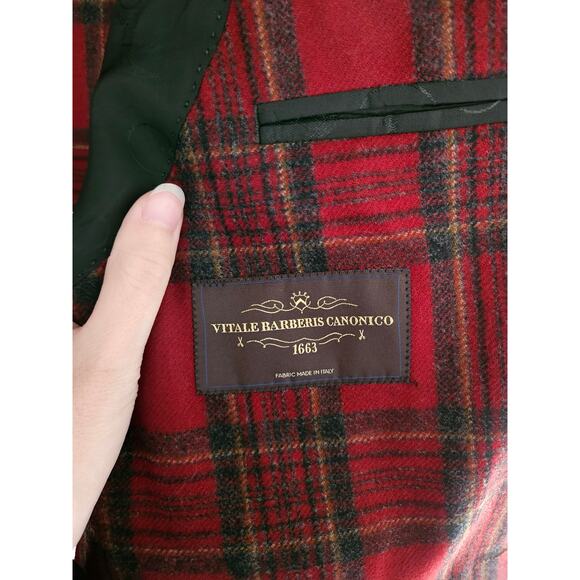 VITALE BARBERIS CANONICO
1663
FABRIC MADE IN ITALY